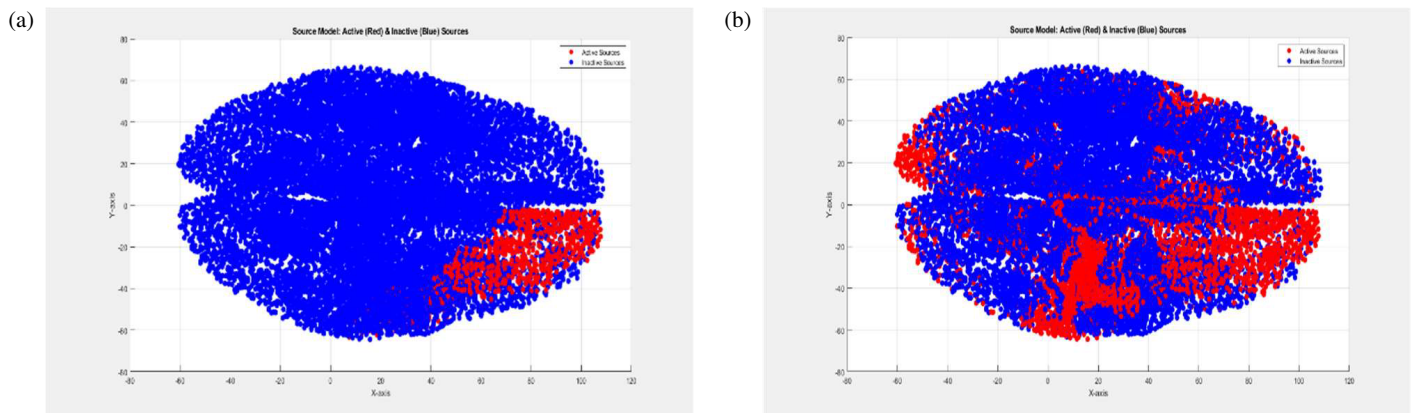 (a)
Source Model: Active (Red) & Inactive (Blue) Sources
Active Sources
Inactive Sources
80
60
40
20
0
-20
-40
-60
-80
Y-axis
-80 -60 -40 -20 0 20 40 60 80 100 120
X-axis
(b)
Source Model: Active (Red) & Inactive (Blue) Sources
Active Sources
Inactive Sources
80
60
40
20
0
-20
-40
-60
-80
Y-axis
-80 -60 -40 -20 0 20 40 60 80 100 120
X-axis